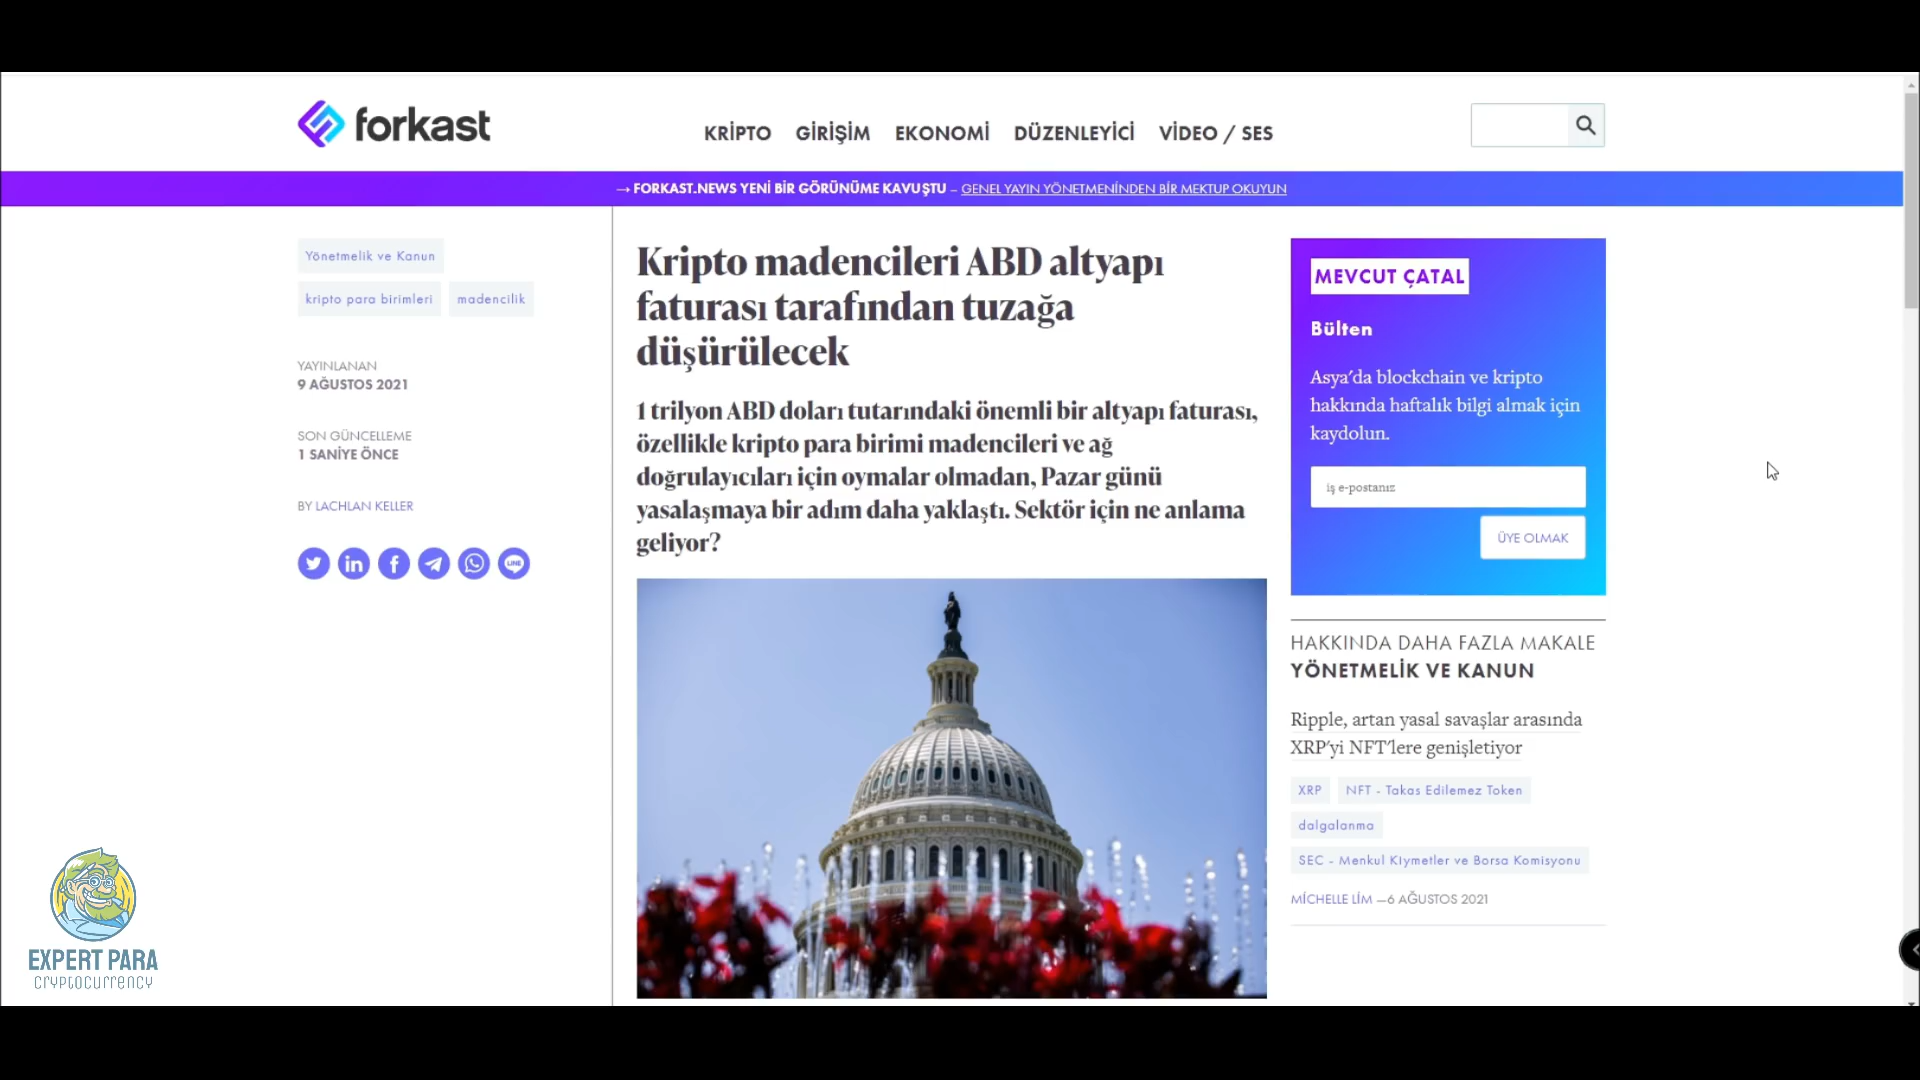 forkast
KRİPTO GİRİŞİM EKONOMİ DÜZENLEYİCİ VİDEO / SES
→ FORKAST.NEWS YENİ BİR GÖRÜNÜME KAVUŞTU – GENEL YAYIN YÖNETMENİNDEN BİR MEKTUP OKUYUN
Yönetmelik ve Kanun
kripto para birimleri madencilik
YAYINLANAN
9 AĞUSTOS 2021
SON GÜNCELLEME
1 SANİYE ÖNCE
BY LACHLAN KELLER
LINE
Kripto madencileri ABD altyapı
faturası tarafından tuzağa
düşürülecek
1 trilyon ABD doları tutarındaki önemli bir altyapı faturası,
özellikle kripto para birimi madencileri ve ağ
doğrulayıcıları için oymalar olmadan, Pazar günü
yasalaşmaya bir adım daha yaklaştı. Sektör için ne anlama
geliyor?
MEVCUT ÇATAL
Bülten
Asya'da blockchain ve kripto
hakkında haftalık bilgi almak için
kaydolun.
iş e-postanız
ÜYE OLMAK
HAKKINDA DAHA FAZLA MAKALE
YÖNETMELİK VE KANUN
Ripple, artan yasal savaşlar arasında
XRP'yi NFT'lere genişletiyor
XRP NFT - Takas Edilemez Token
dalgalanma
SEC - Menkul Kıymetler ve Borsa Komisyonu
MİCHELLE LİM —6 AĞUSTOS 2021
EXPERT PARA
CRYPTOCURRENCY